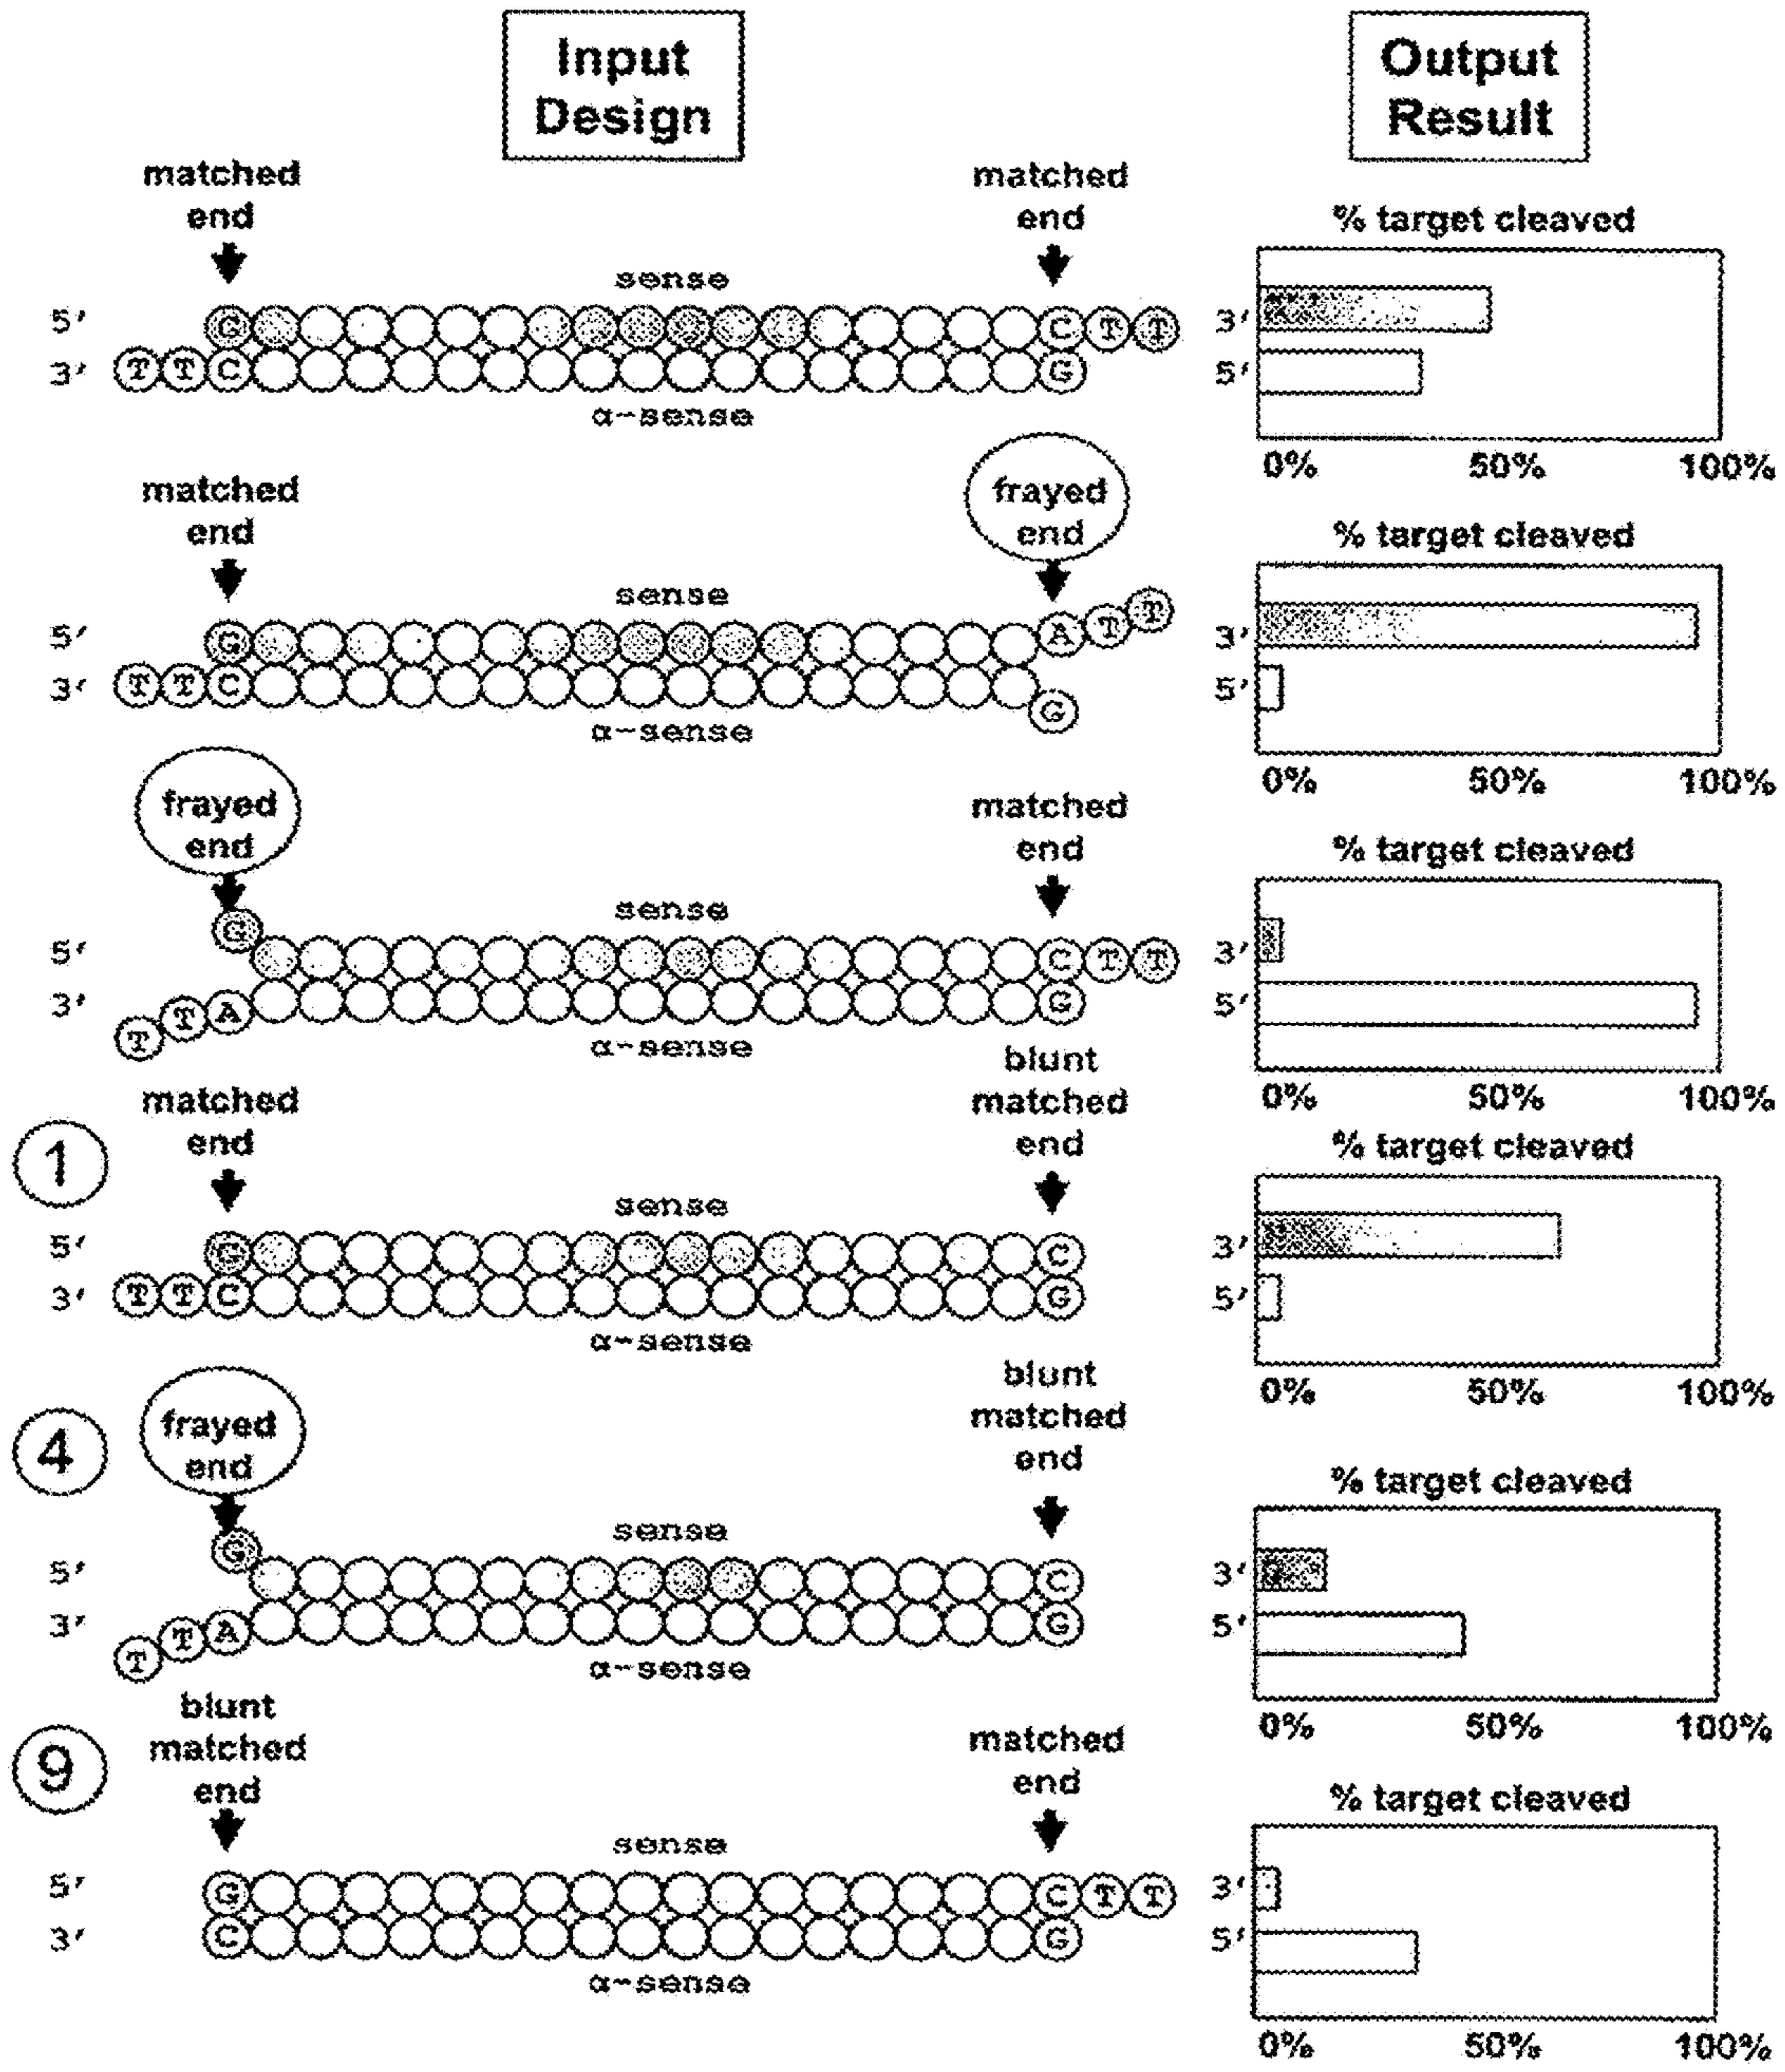 Input
Design
Output
Result
matched
end
matched
end
% target cleaved
sense
5' G C T T
3' T T C G
α-sense
3'
5'
0% 50% 100%
matched
end
frayed
end
% target cleaved
sense
5' G A T T
3' T T C G
α-sense
3'
5'
0% 50% 100%
frayed
end
matched
end
% target cleaved
sense
5' G C T T
3' T T A G
α-sense
3'
5'
0% 50% 100%
1
matched
end
blunt
matched
end
% target cleaved
sense
5' G C
3' T T C G
α-sense
3'
5'
0% 50% 100%
4
frayed
end
blunt
matched
end
% target cleaved
sense
5' G C
3' T T A G
α-sense
3'
5'
0% 50% 100%
9
blunt
matched
end
matched
end
% target cleaved
sense
5' G C T T
3' C G
α-sense
3'
5'
0% 50% 100%